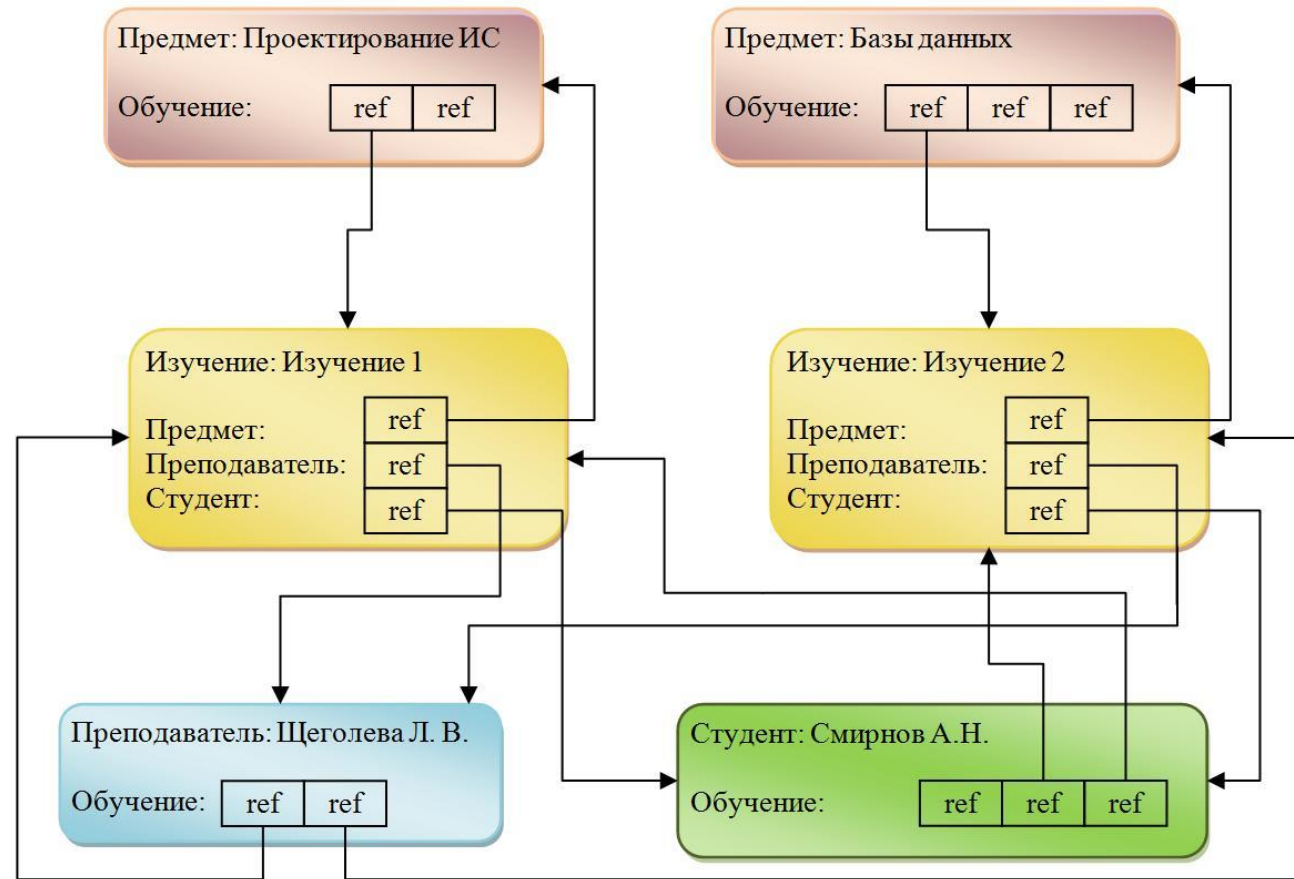 Предмет: Проектирование ИС
Обучение: ref ref
Предмет: Базы данных
Обучение: ref ref ref
Изучение: Изучение 1
Предмет: ref
Преподаватель: ref
Студент: ref
Изучение: Изучение 2
Предмет: ref
Преподаватель: ref
Студент: ref
Преподаватель: Щеголева Л. В.
Обучение: ref ref
Студент: Смирнов А.Н.
Обучение: ref ref ref